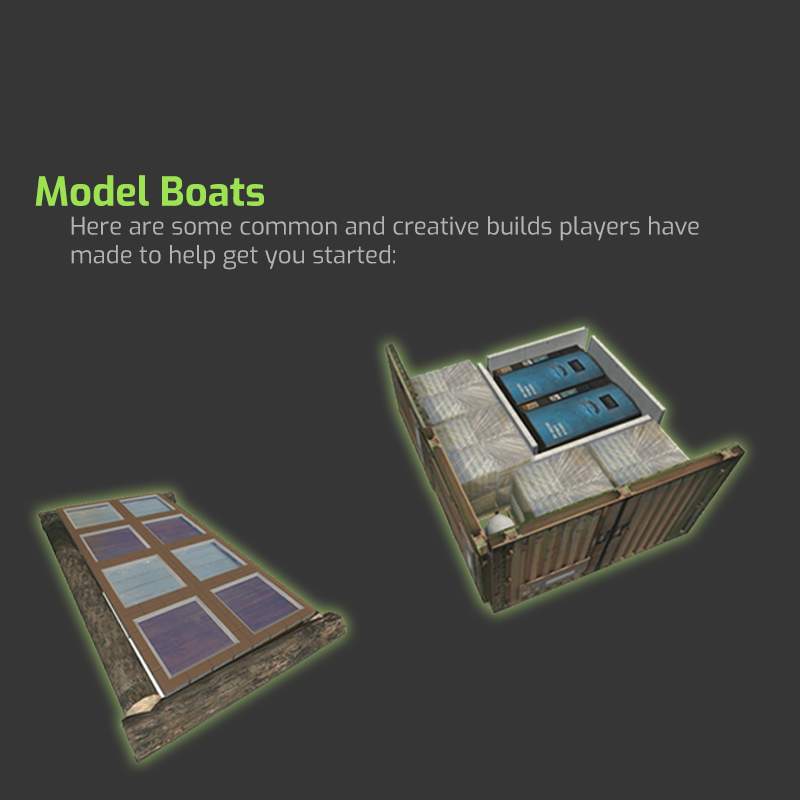 Model Boats
Here are some common and creative builds players have
made to help get you started: